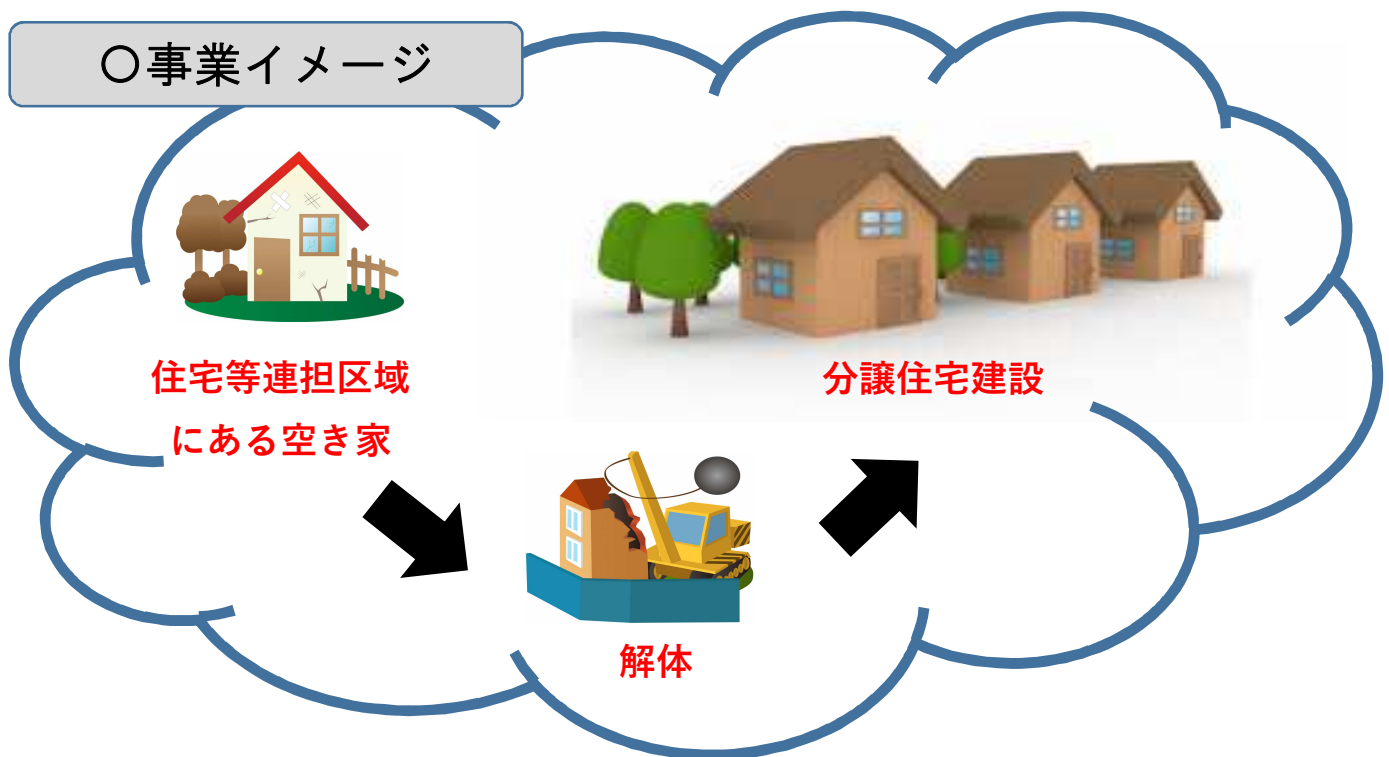 〇事業イメージ
住宅等連担区域
にある空き家
分譲住宅建設
解体